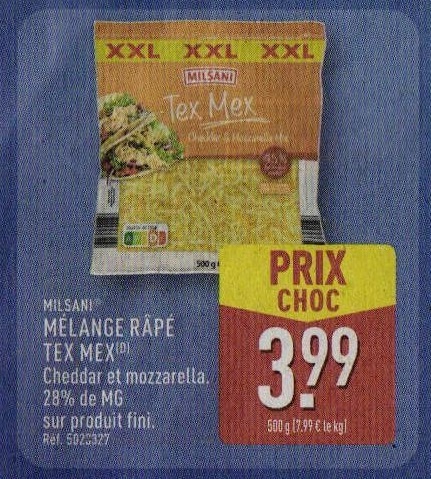 XXL XXL XXL
MILSANI
Tex Mex
Cheddar & Mozzarella
45%
500 g
PRIX
CHOC
3.99
500 g (7.99 € le kg)
MILSANI®
MÉLANGE RÂPÉ
TEX MEX(D)
Cheddar et mozzarella.
28% de MG
sur produit fini.
Réf.